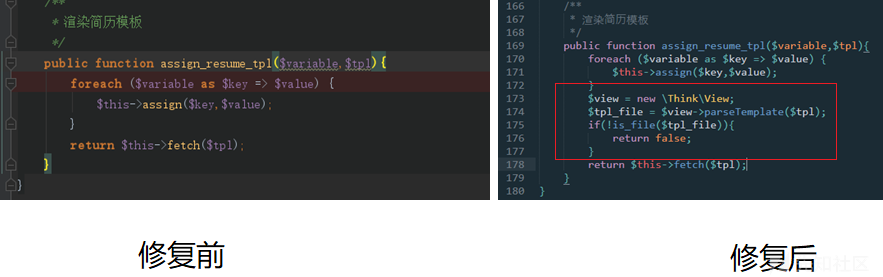 /**
* 渲染简历模板
*/
public function assign_resume_tpl($variable,$tpl){
foreach ($variable as $key => $value) {
$this->assign($key,$value);
}
return $this->fetch($tpl);
}
}
修复前
166 /**
167 * 渲染简历模板
168 */
169 public function assign_resume_tpl($variable,$tpl){
170 foreach ($variable as $key => $value) {
171 $this->assign($key,$value);
172 }
173 $view = new \Think\View;
174 $tpl_file = $view->parseTemplate($tpl);
175 if(!is_file($tpl_file)){
176 return false;
177 }
178 return $this->fetch($tpl);
179 }
180 }
修复后
社区